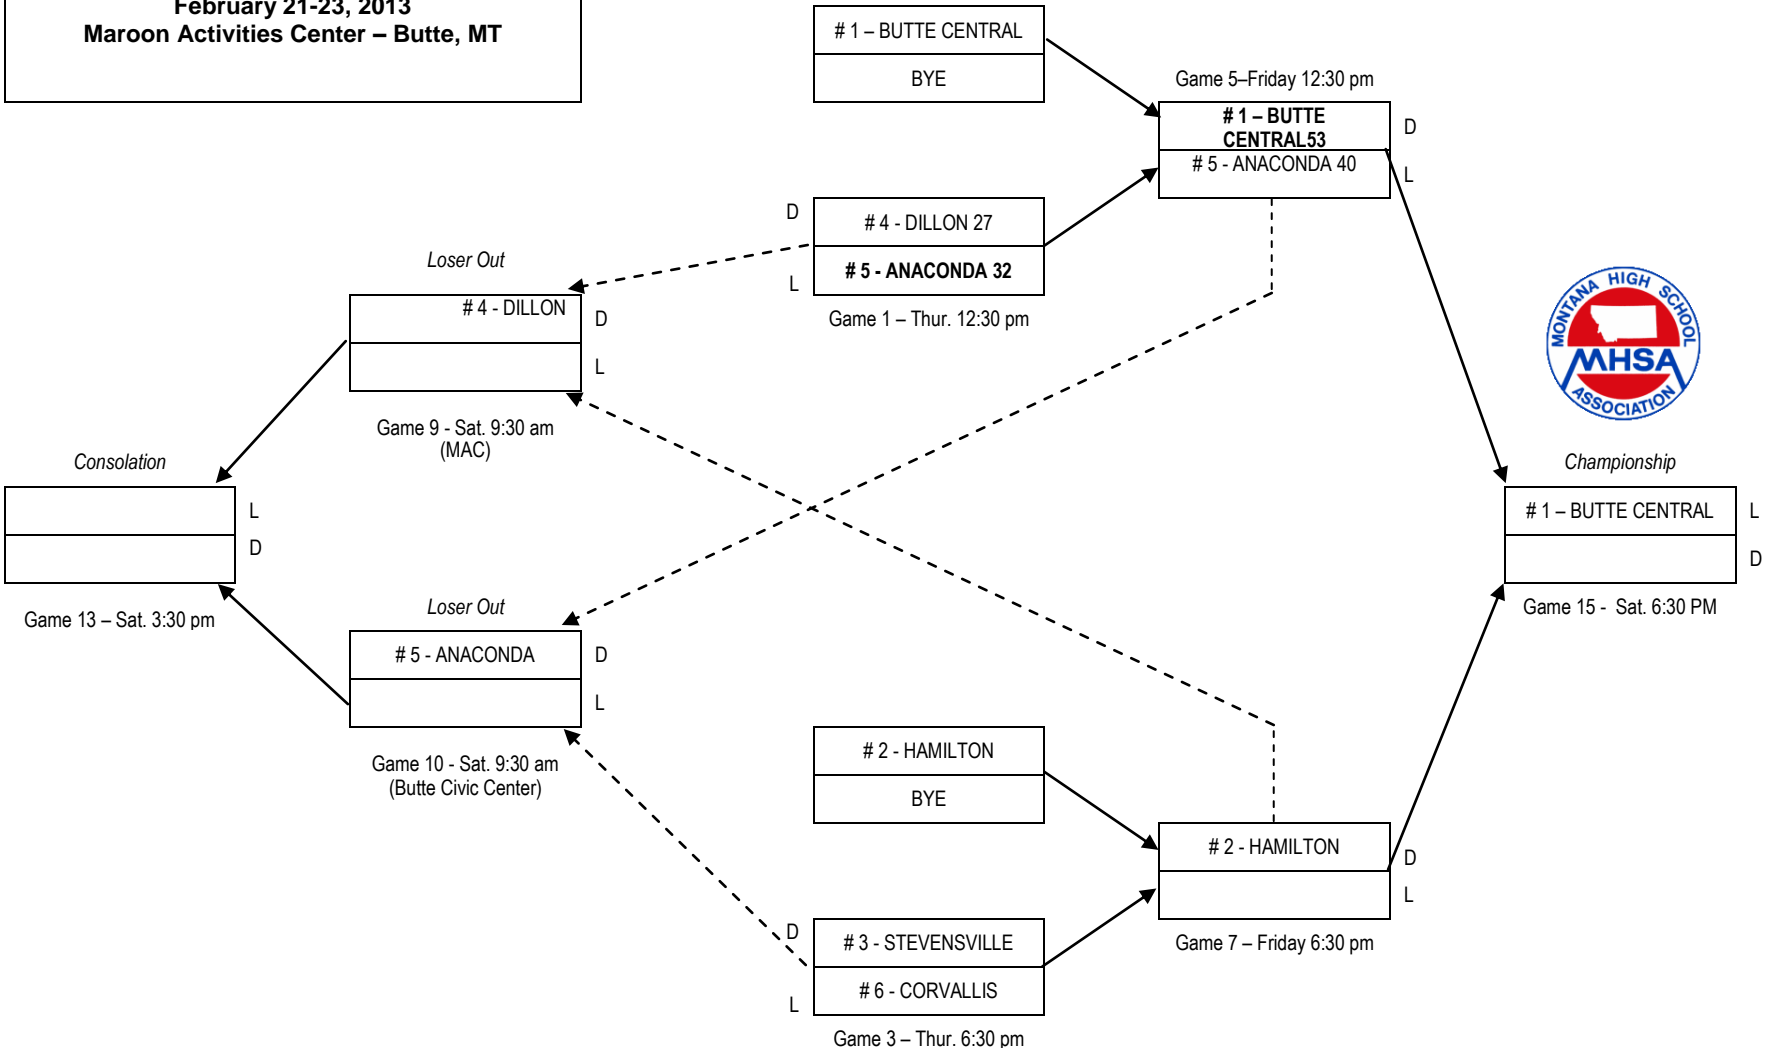 February 21-23, 2013
Maroon Activities Center – Butte, MT
# 1 – BUTTE CENTRAL
BYE
Game 5–Friday 12:30 pm
# 1 – BUTTE
CENTRAL53
D
# 5 - ANACONDA 40
L
D
# 4 - DILLON 27
L
# 5 - ANACONDA 32
Game 1 – Thur. 12:30 pm
Loser Out
# 4 - DILLON
D
L
Game 9 - Sat. 9:30 am
(MAC)
MONTANA HIGH SCHOOL
MHSA
ASSOCIATION
Consolation
L
D
Game 13 – Sat. 3:30 pm
Championship
# 1 – BUTTE CENTRAL
L
D
Game 15 - Sat. 6:30 PM
Loser Out
# 5 - ANACONDA
D
L
Game 10 - Sat. 9:30 am
(Butte Civic Center)
# 2 - HAMILTON
BYE
# 2 - HAMILTON
D
L
Game 7 – Friday 6:30 pm
D
# 3 - STEVENSVILLE
L
# 6 - CORVALLIS
Game 3 – Thur. 6:30 pm